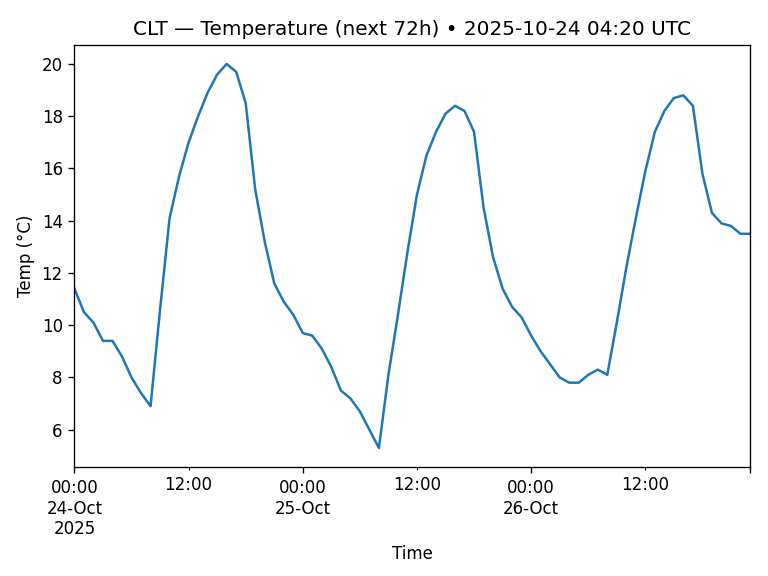 CLT — Temperature (next 72h) • 2025-10-24 04:20 UTC
Temp (°C)
20
18
16
14
12
10
8
6
00:00 12:00 00:00 12:00 00:00 12:00
24-Oct 25-Oct 26-Oct
2025
Time